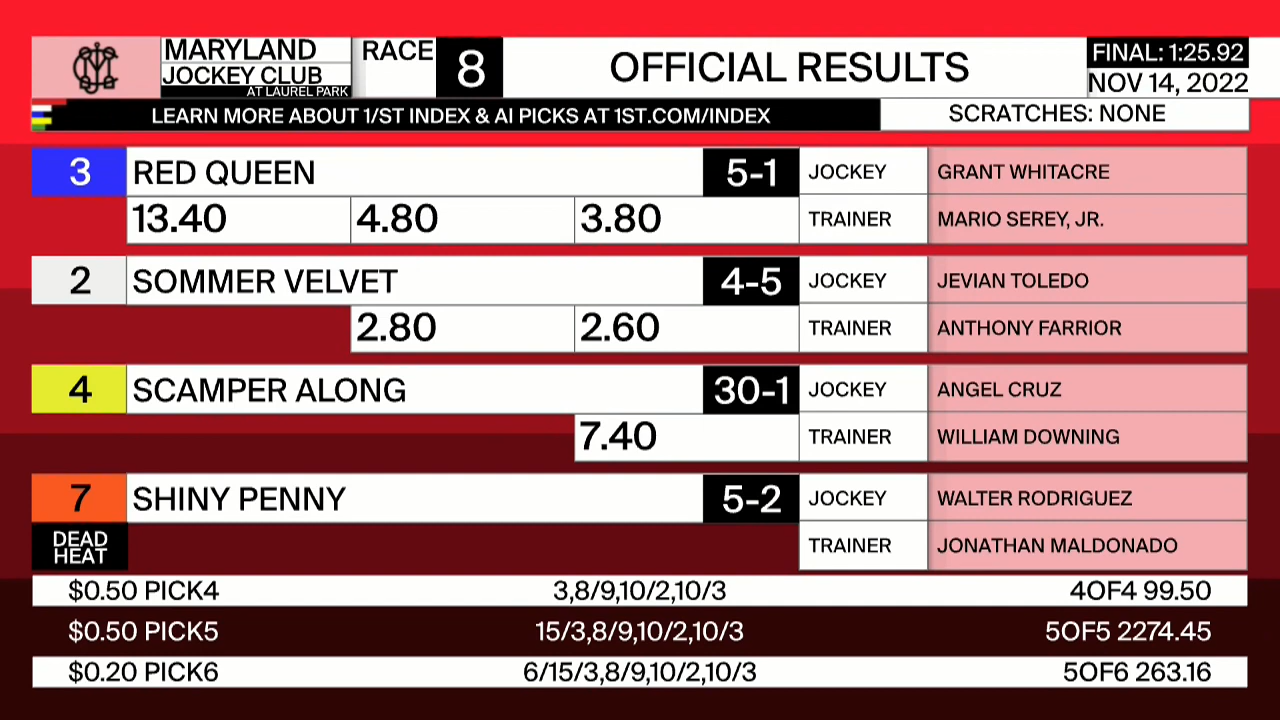 MARYLAND
JOCKEY CLUB
AT LAUREL PARK
RACE 8
OFFICIAL RESULTS
FINAL: 1:25.92
NOV 14, 2022
LEARN MORE ABOUT 1/ST INDEX & AI PICKS AT 1ST.COM/INDEX
SCRATCHES: NONE
3 RED QUEEN 5-1 JOCKEY GRANT WHITACRE
13.40 4.80 3.80 TRAINER MARIO SEREY, JR.
2 SOMMER VELVET 4-5 JOCKEY JEVIAN TOLEDO
2.80 2.60 TRAINER ANTHONY FARRIOR
4 SCAMPER ALONG 30-1 JOCKEY ANGEL CRUZ
7.40 TRAINER WILLIAM DOWNING
7 SHINY PENNY 5-2 JOCKEY WALTER RODRIGUEZ
DEAD HEAT TRAINER JONATHAN MALDONADO
$0.50 PICK4 3,8/9,10/2,10/3 4OF4 99.50
$0.50 PICK5 15/3,8/9,10/2,10/3 5OF5 2274.45
$0.20 PICK6 6/15/3,8/9,10/2,10/3 5OF6 263.16